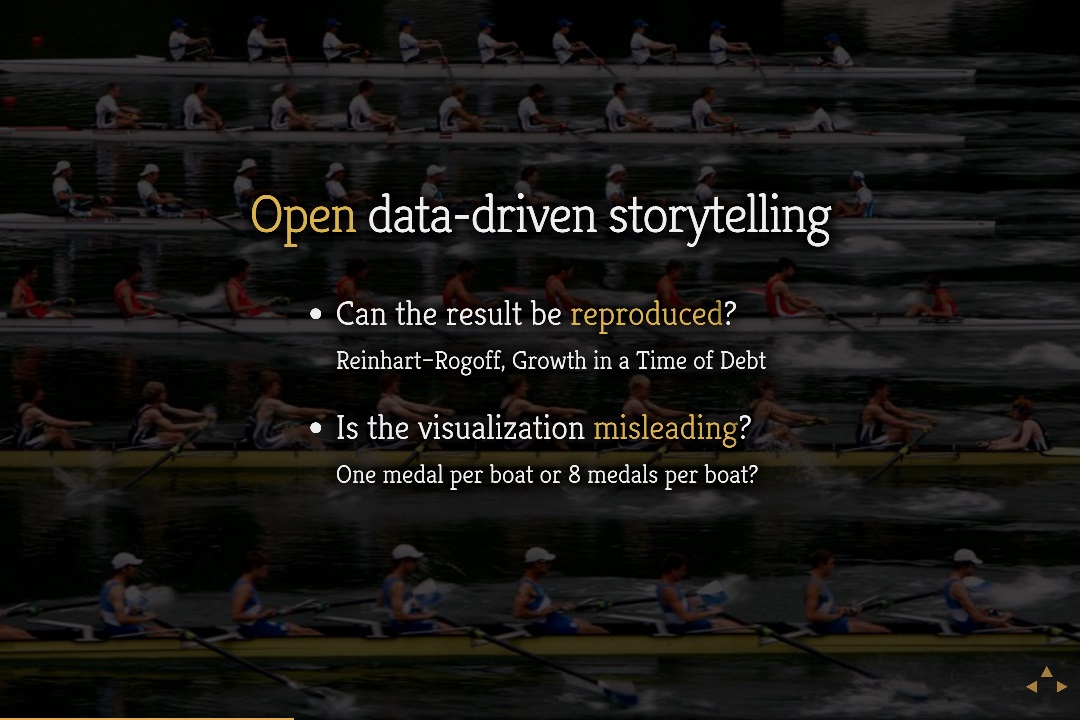 Open data-driven storytelling
Can the result be reproduced?
Reinhart–Rogoff, Growth in a Time of Debt
Is the visualization misleading?
One medal per boat or 8 medals per boat?